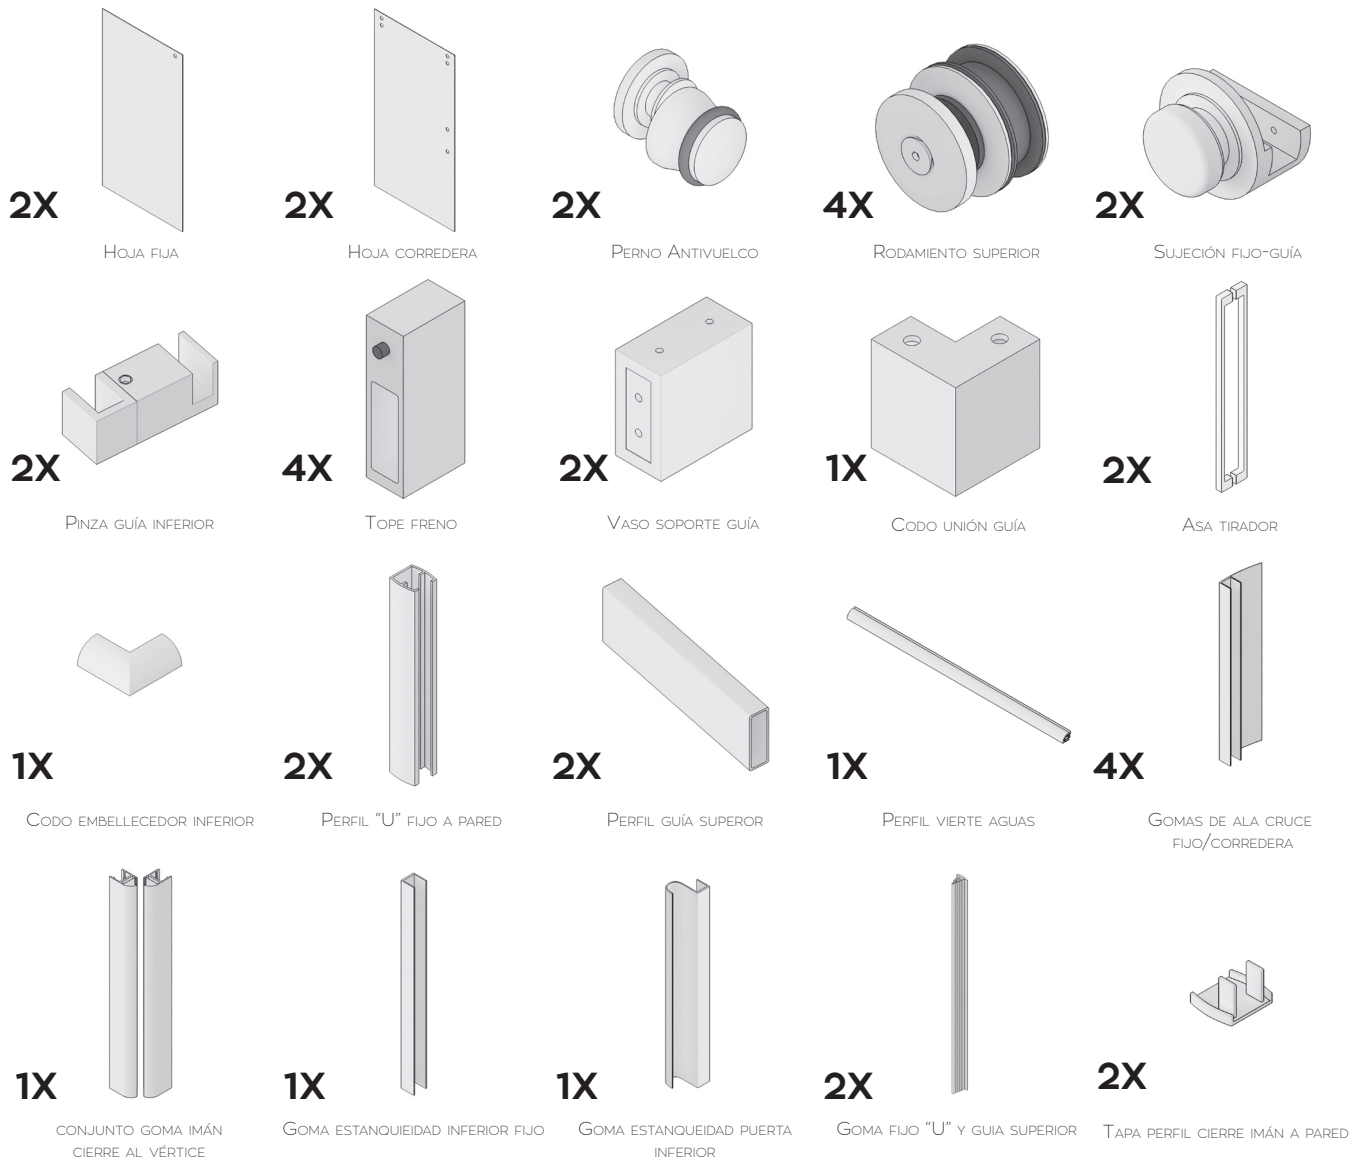 2X
2X
2X
4X
2X
Hoja fija
Hoja corredera
Perno Antivuelco
Rodamiento superior
Sujeción fijo-guía
2X
4X
2X
1X
2X
Pinza guía inferior
Tope freno
Vaso soporte guía
Codo unión guía
Asa tirador
1X
2X
2X
1X
4X
Codo embellecedor inferior
Perfil "U" fijo a pared
Perfil guía superor
Perfil vierte aguas
Gomas de ala cruce
fijo/corredera
1X
1X
1X
2X
2X
conjunto goma imán
cierre al vértice
Goma estanquieidad inferior fijo
Goma estanqueidad puerta
inferior
Goma fijo "U" y guia superior
Tapa perfil cierre imán a pared